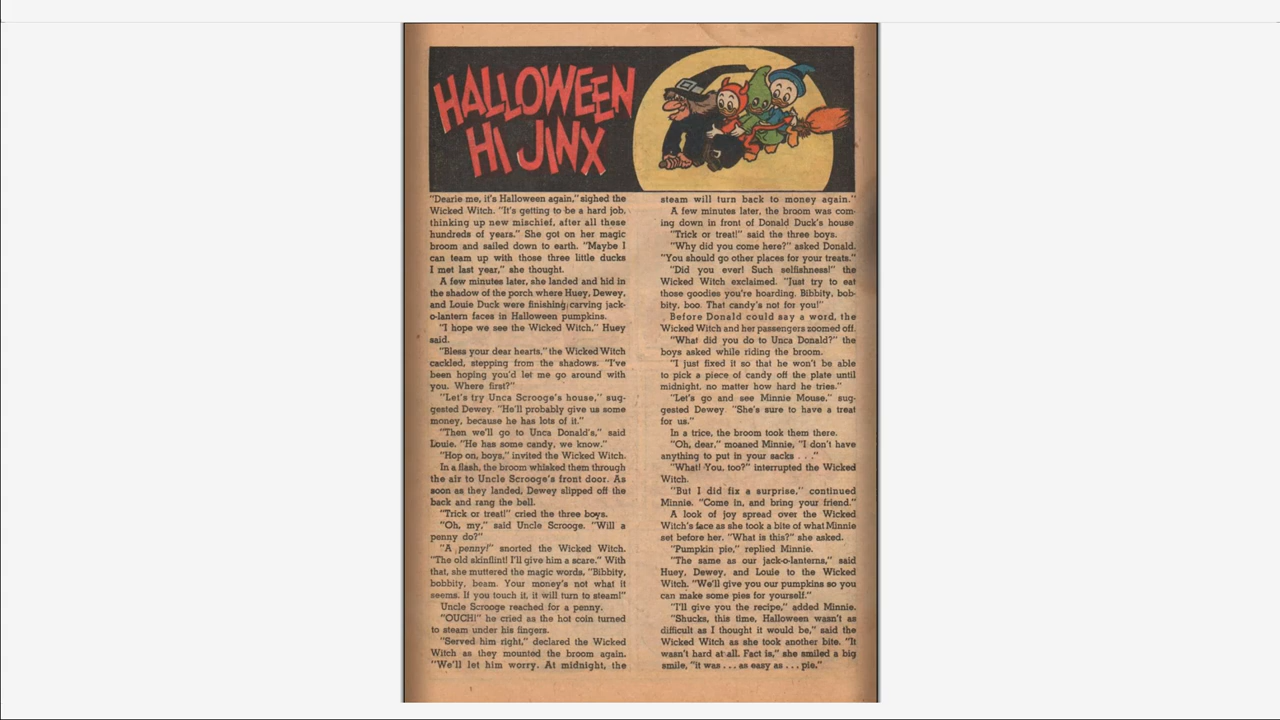 HALLOWEEN
HI JINX
"Dearie me, it's Halloween again," sighed the
Wicked Witch. "It's getting to be a hard job,
thinking up new mischief, after all these
hundreds of years." She got on her magic
broom and sailed down to earth. "Maybe I
can team up with those three little ducks
I met last year," she thought.
A few minutes later, she landed and hid in
the shadow of the porch where Huey, Dewey,
and Louie Duck were finishing carving jack-
o-lantern faces in Halloween pumpkins.
"I hope we see the Wicked Witch," Huey
said.
"Bless your dear hearts," the Wicked Witch
cackled, stepping from the shadows. "I've
been hoping you'd let me go around with
you. Where first?"
"Let's try Unca Scrooge's house," sug-
gested Dewey. "He'll probably give us some
money, because he has lots of it."
"Then we'll go to Unca Donald's," said
Louie. "He has some candy, we know."
"Hop on, boys," invited the Wicked Witch.
In a flash, the broom whisked them through
the air to Uncle Scrooge's front door. As
soon as they landed, Dewey slipped off the
back and rang the bell.
"Trick or treat!" cried the three boys.
"Oh, my," said Uncle Scrooge. "Will a
penny do?"
"A penny!" snorted the Wicked Witch.
"The old skinflint! I'll give him a scare." With
that, she muttered the magic words, "Bibbity,
bobbity, beam. Your money's not what it
seems. If you touch it, it will turn to steam!"
Uncle Scrooge reached for a penny.
"OUCH!" he cried as the hot coin turned
to steam under his fingers.
"Served him right," declared the Wicked
Witch as they mounted the broom again.
"We'll let him worry. At midnight, the
steam will turn back to money again."
A few minutes later, the broom was com-
ing down in front of Donald Duck's house
"Trick or treat!" said the three boys.
"Why did you come here?" asked Donald.
"You should go other places for your treats."
"Did you ever! Such selfishness!" the
Wicked Witch exclaimed. "Just try to eat
those goodies you're hoarding. Bibbity, bob-
bity, boo. That candy's not for you!"
Before Donald could say a word, the
Wicked Witch and her passengers zoomed off.
"What did you do to Unca Donald?" the
boys asked while riding the broom.
"I just fixed it so that he won't be able
to pick a piece of candy off the plate until
midnight, no matter how hard he tries."
"Let's go and see Minnie Mouse," sug-
gested Dewey. "She's sure to have a treat
for us."
In a trice, the broom took them there.
"Oh, dear," moaned Minnie, "I don't have
anything to put in your sacks . . ."
"What! You, too?" interrupted the Wicked
Witch.
"But I did fix a surprise," continued
Minnie. "Come in, and bring your friend."
A look of joy spread over the Wicked
Witch's face as she took a bite of what Minnie
set before her. "What is this?" she asked.
"Pumpkin pie," replied Minnie.
"The same as our jack-o-lanterns," said
Huey, Dewey, and Louie to the Wicked
Witch. "We'll give you our pumpkins so you
can make some pies for yourself."
"I'll give you the recipe," added Minnie.
"Shucks, this time, Halloween wasn't as
difficult as I thought it would be," said the
Wicked Witch as she took another bite. "It
wasn't hard at all. Fact is," she smiled a big
smile, "it was . . . as easy as . . . pie."